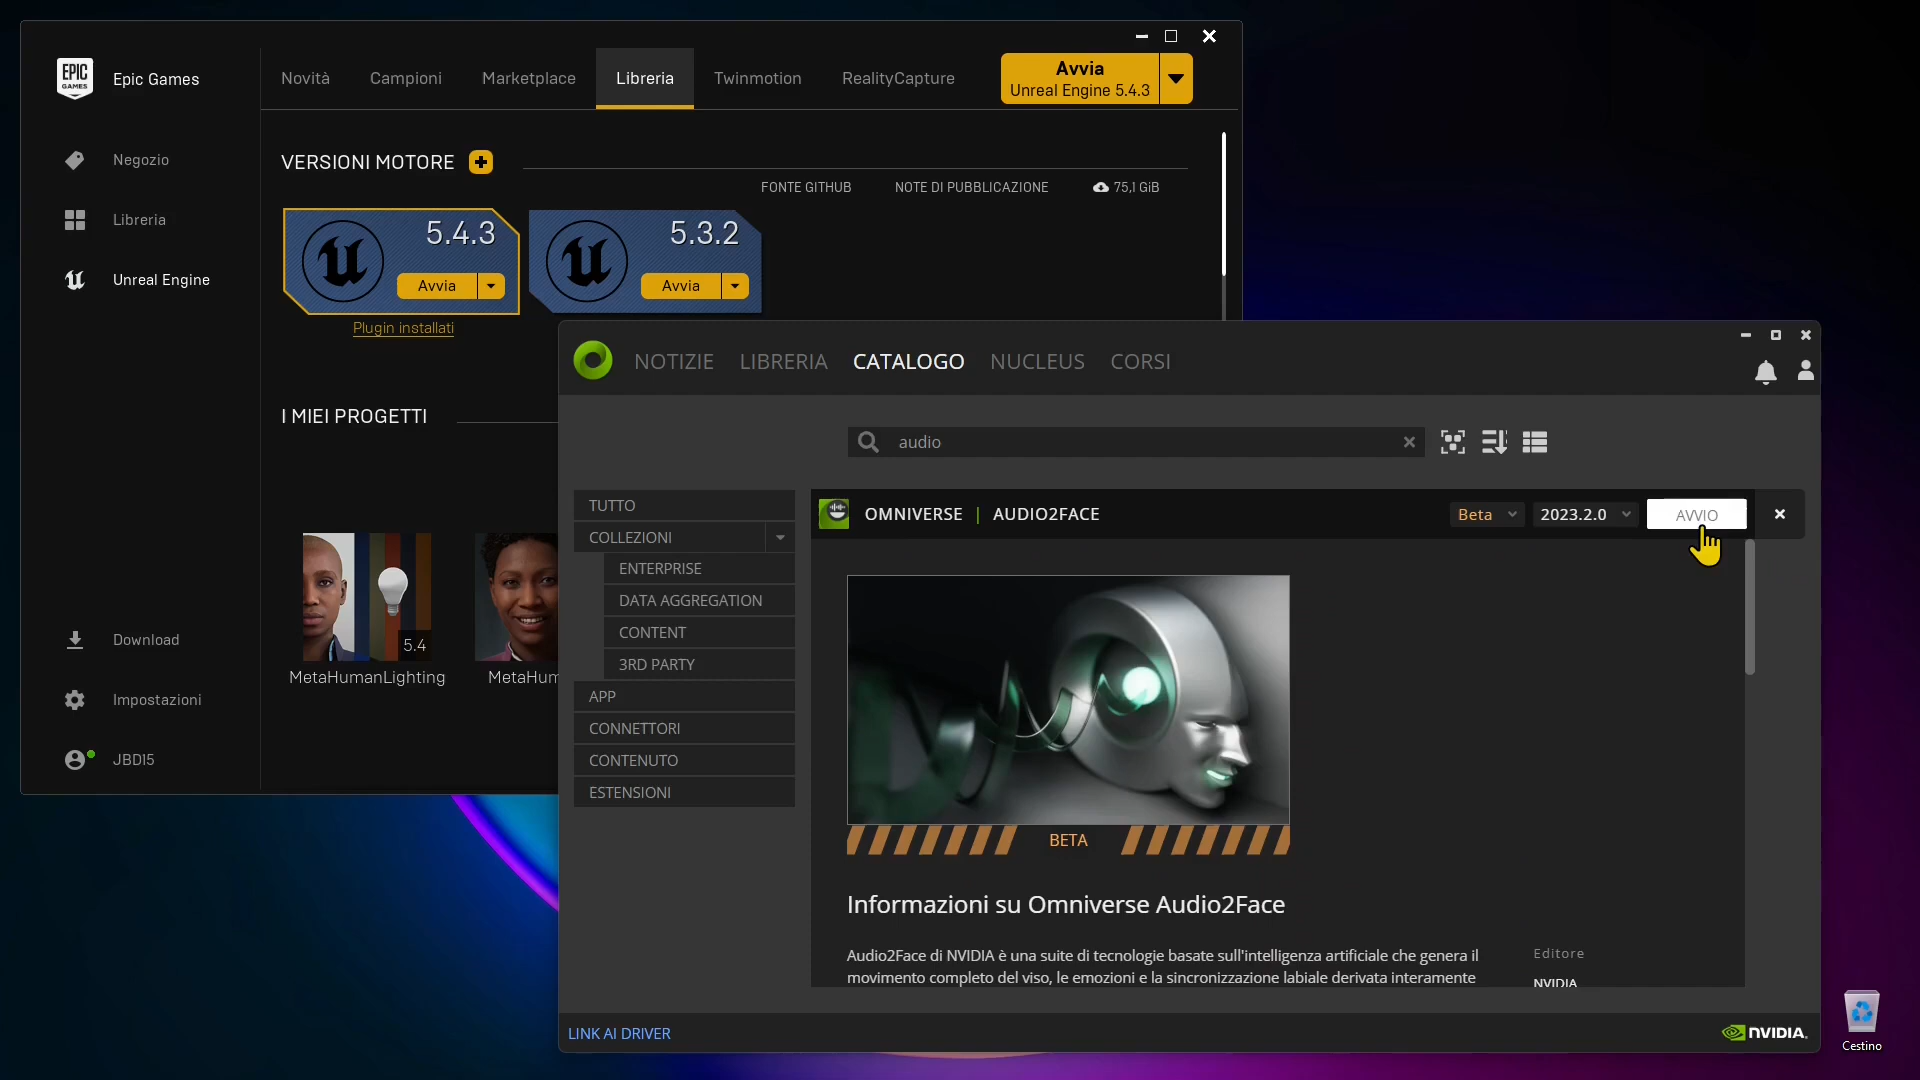 EPIC
GAMES
Epic Games
Novità
Campioni
Marketplace
Libreria
Twinmotion
RealityCapture
Avvia
Unreal Engine 5.4.3
Negozio
Libreria
Unreal Engine
Download
Impostazioni
JBD15
VERSIONI MOTORE
FONTE GITHUB
NOTE DI PUBBLICAZIONE
75,1 GiB
5.4.3
Avvia
Plugin installati
5.3.2
Avvia
I MIEI PROGETTI
5.4
MetaHumanLighting
MetaHum
NOTIZIE
LIBRERIA
CATALOGO
NUCLEUS
CORSI
audio
TUTTO
COLLEZIONI
ENTERPRISE
DATA AGGREGATION
CONTENT
3RD PARTY
APP
CONNETTORI
CONTENUTO
ESTENSIONI
OMNIVERSE | AUDIO2FACE
Beta
2023.2.0
AVVIO
BETA
Informazioni su Omniverse Audio2Face
Audio2Face di NVIDIA è una suite di tecnologie basate sull'intelligenza artificiale che genera il
movimento completo del viso, le emozioni e la sincronizzazione labiale derivata interamente
Editore
NVIDIA
LINK AI DRIVER
NVIDIA.
Cestino